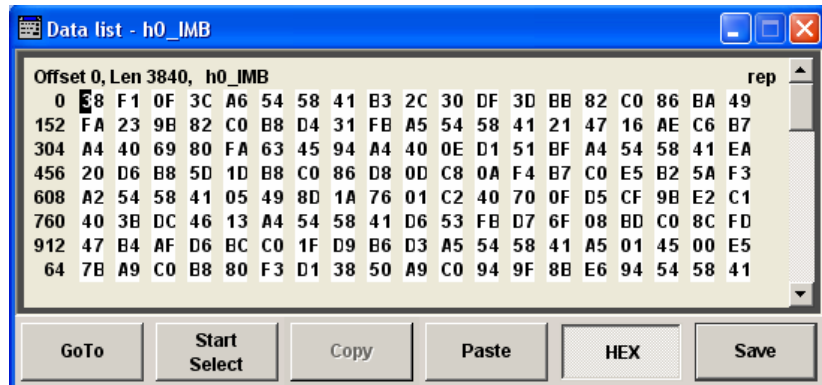 Data list - h0_IMB
Offset 0, Len 3840, h0_IMB rep
0 38 F1 0F 3C A6 54 58 41 B3 2C 30 DF 3D BB 82 C0 86 BA 49
152 FA 23 9B 82 C0 B8 D4 31 FB A5 54 58 41 21 47 16 AE C6 B7
304 A4 40 69 80 FA 63 45 94 A4 40 0E D1 51 BF A4 54 58 41 EA
456 20 D6 B8 5D 1D B8 C0 86 D8 0D C8 0A F4 B7 C0 E5 B2 5A F3
608 A2 54 58 41 05 49 8D 1A 76 01 C2 40 70 0F D5 CF 9B E2 C1
760 40 3B DC 46 13 A4 54 58 41 D6 53 FB D7 6F 08 BD C0 8C FD
912 47 B4 AF D6 BC C0 1F D9 B6 D3 A5 54 58 41 A5 01 45 00 E5
64 7B A9 C0 B8 80 F3 D1 38 50 A9 C0 94 9F 8B E6 94 54 58 41
GoTo Start Select Copy Paste HEX Save